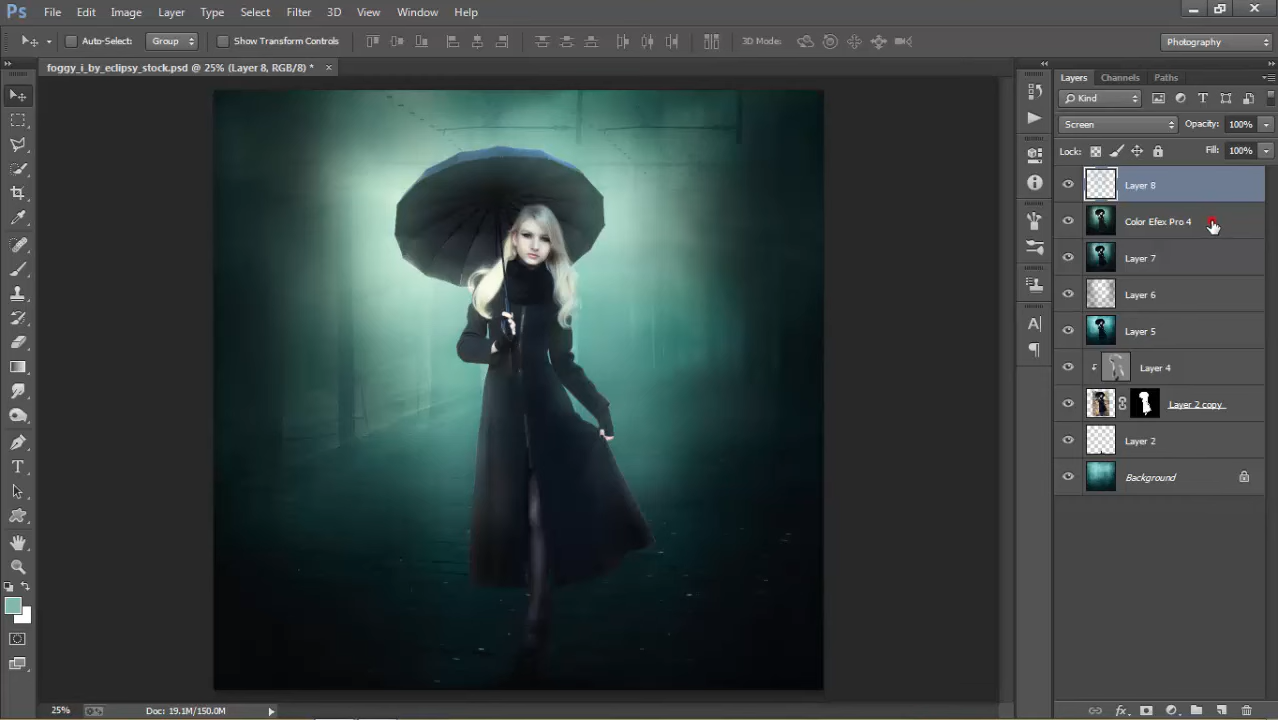 Ps File Edit Image Layer Type Select Filter 3D View Window Help
Auto-Select: Group Show Transform Controls 3D Mode: Photography
foggy_i_by_eclipsy_stock.psd @ 25% (Layer 8, RGB/8) * ×
Layers Channels Paths
Kind
Screen Opacity: 100%
Lock: Fill: 100%
Layer 8
Color Efex Pro 4
Layer 7
Layer 6
Layer 5
Layer 4
Layer 2 copy
Layer 2
Background
25% Doc: 19.1M/150.0M